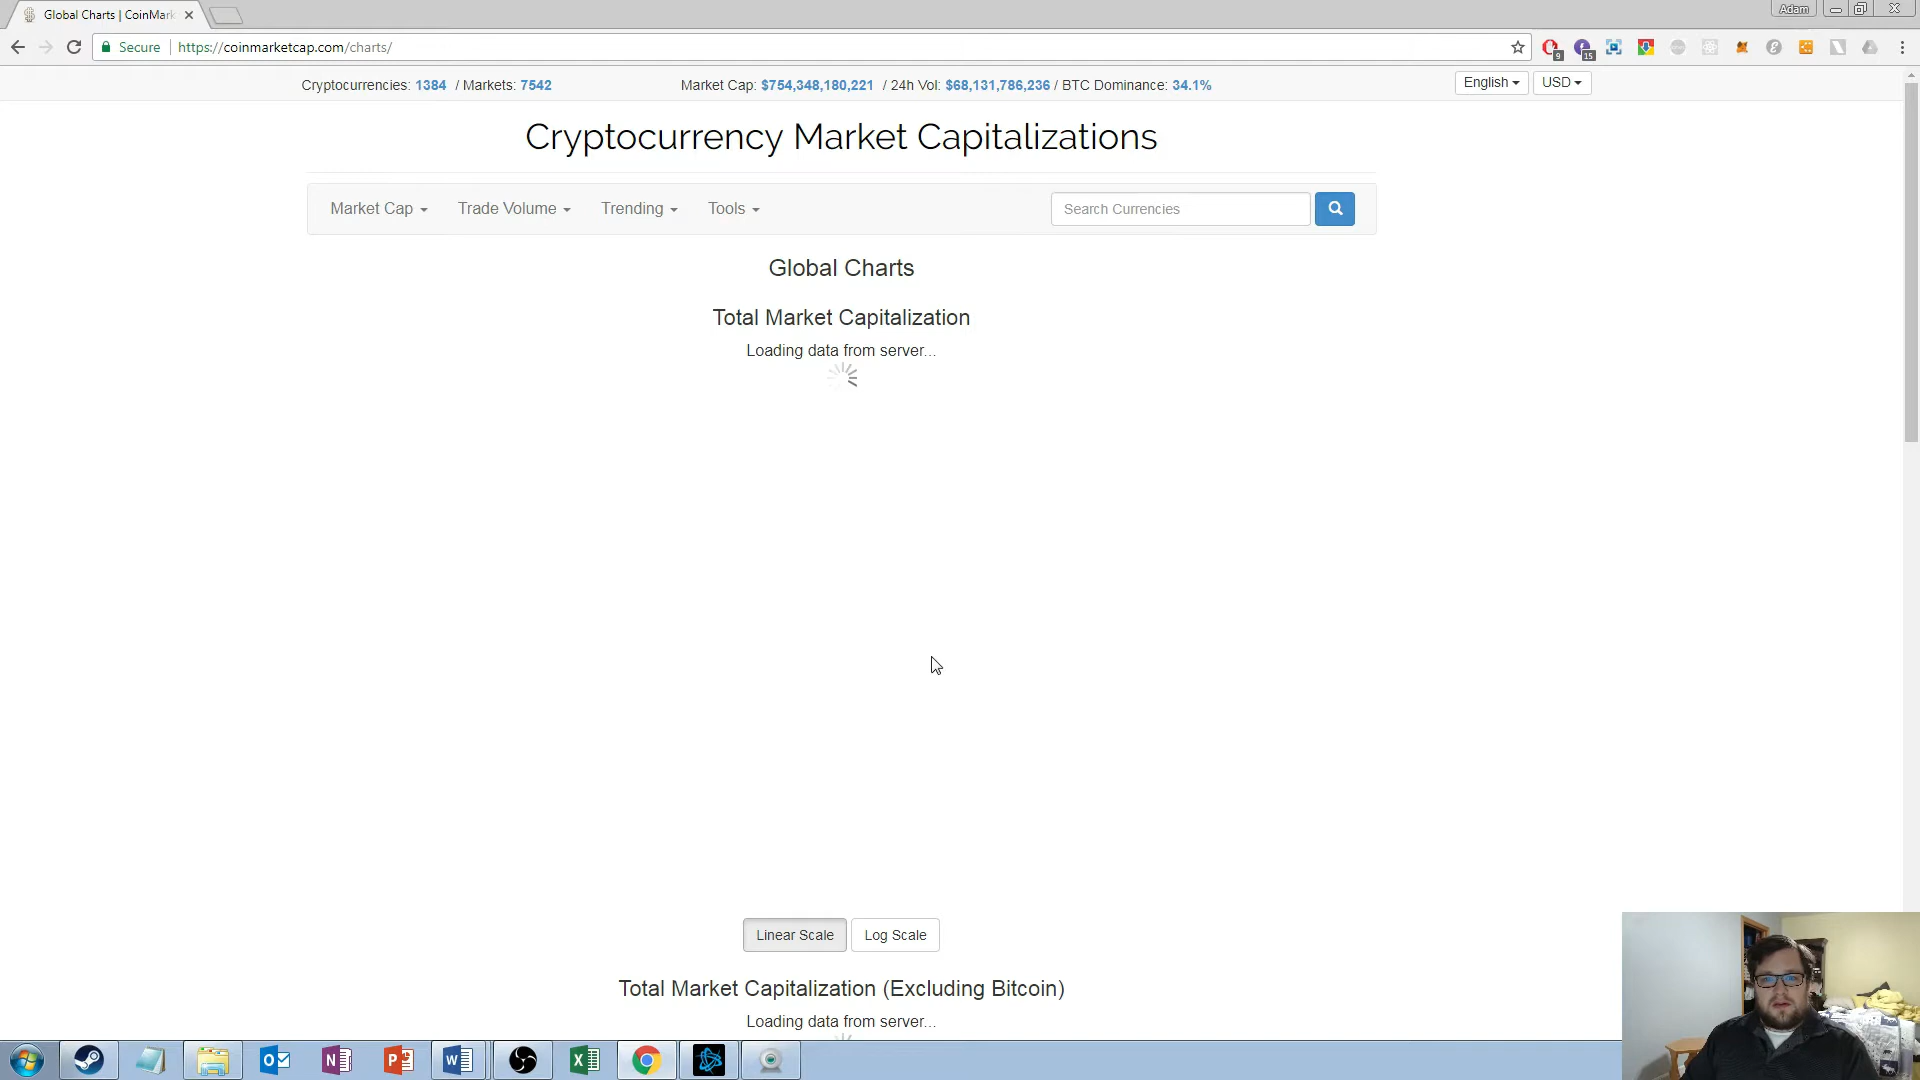 Global Charts | CoinMark
Adam
Secure
https://coinmarketcap.com/charts/
9
15
Cryptocurrencies: 1384 / Markets: 7542
Market Cap: $754,348,180,221 / 24h Vol: $68,131,786,236 / BTC Dominance: 34.1%
English
USD
Cryptocurrency Market Capitalizations
Market Cap
Trade Volume
Trending
Tools
Search Currencies
Global Charts
Total Market Capitalization
Loading data from server...
Linear Scale
Log Scale
Total Market Capitalization (Excluding Bitcoin)
Loading data from server...